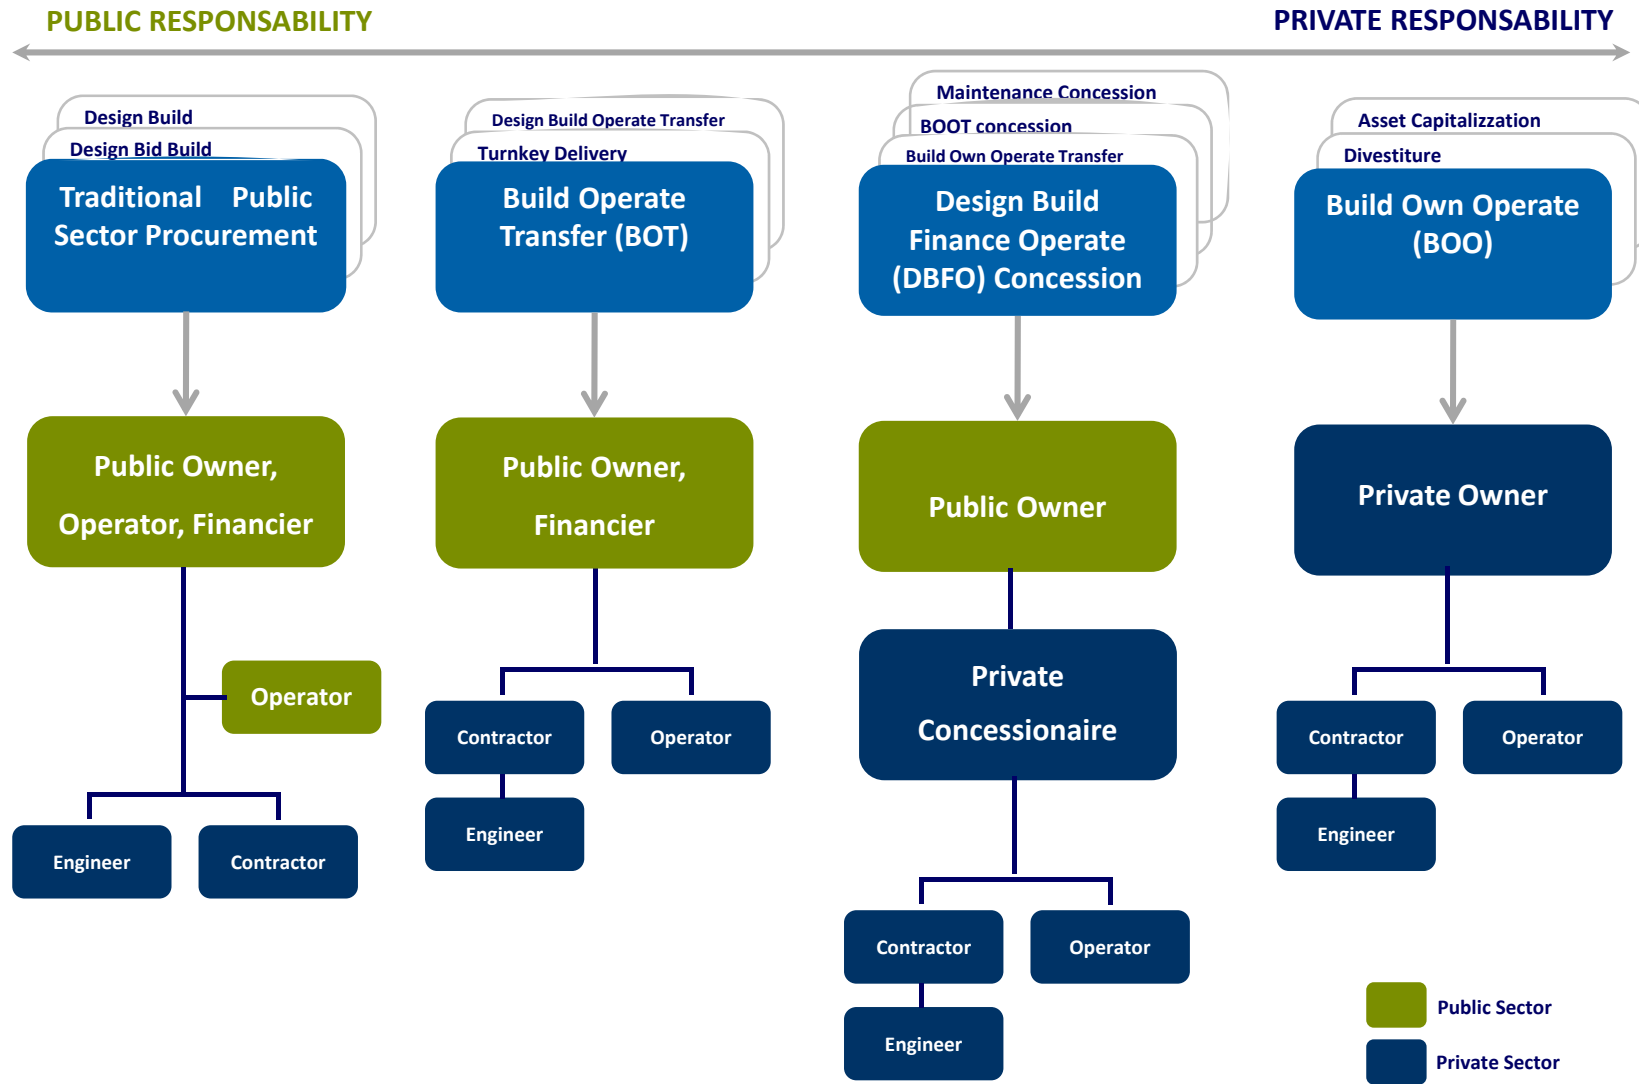 PUBLIC RESPONSABILITY
PRIVATE RESPONSABILITY
Design Build
Design Bid Build
Traditional Public
Sector Procurement
Design Build Operate Transfer
Turnkey Delivery
Build Operate
Transfer (BOT)
Maintenance Concession
BOOT concession
Build Own Operate Transfer
Design Build
Finance Operate
(DBFO) Concession
Asset Capitalizzation
Divestiture
Build Own Operate
(BOO)
Public Owner,
Operator, Financier
Public Owner,
Financier
Public Owner
Private Owner
Operator
Engineer
Contractor
Contractor
Operator
Engineer
Private
Concessionaire
Contractor
Operator
Engineer
Contractor
Operator
Engineer
Public Sector
Private Sector